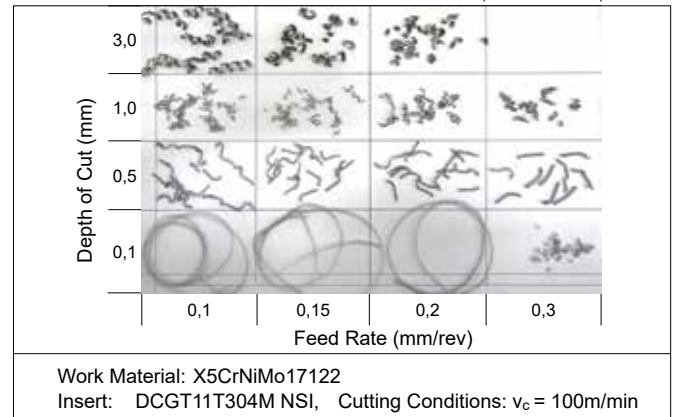 3,0
1,0
0,5
0,1
Depth of Cut (mm)
0,1 0,15 0,2 0,3
Feed Rate (mm/rev)
Work Material: X5CrNiMo17122
Insert: DCGT11T304M NSI, Cutting Conditions: vc = 100m/min